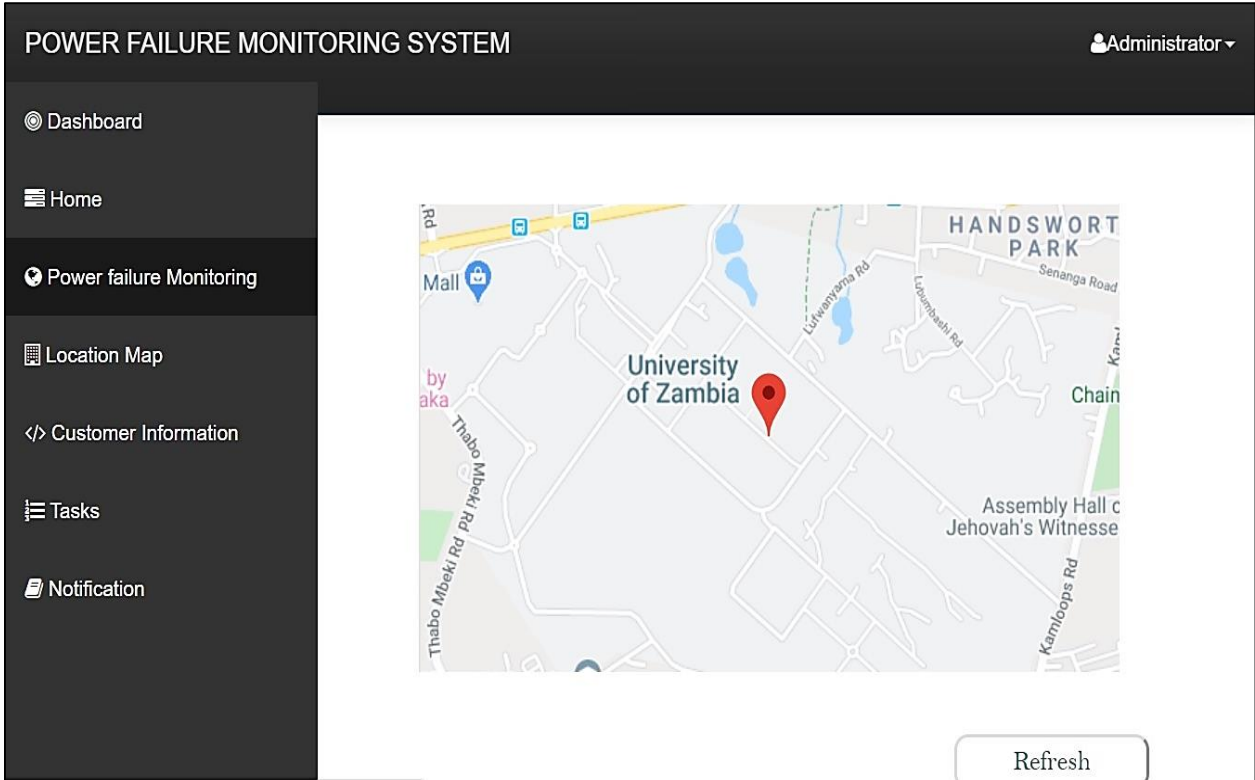 POWER FAILURE MONITORING SYSTEM
Administrator
Dashboard
Home
Power failure Monitoring
Location Map
</> Customer Information
Tasks
Notification
Rd
Mall
HANDSWORT
PARK
Senanga Road
Lufwanyama Rd
Lubumbashi Rd
University
of Zambia
by
aka
Chain
Thabo Mbeki Rd
Thabo Mbeki Rd
Assembly Hall
Jehovah's Witnesse
Kamloops Rd
Refresh